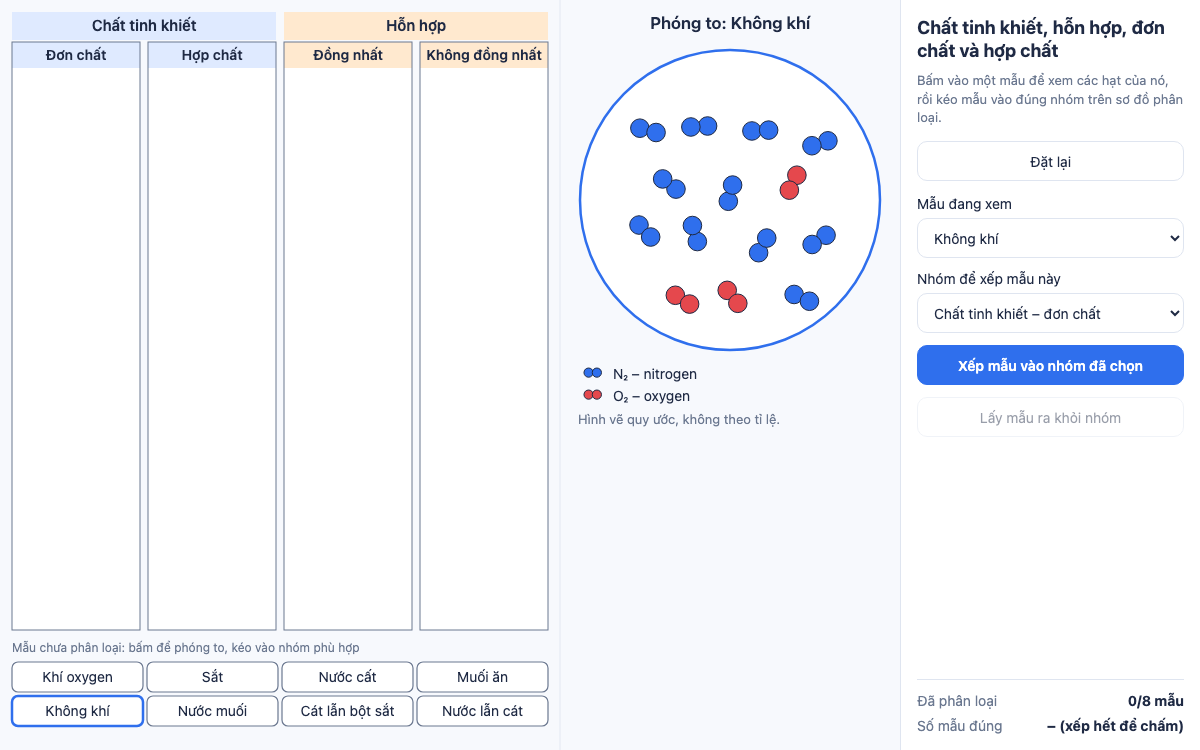 Chất tinh khiết
Hỗn hợp
Đơn chất
Hợp chất
Đồng nhất
Không đồng nhất
Mẫu chưa phân loại: bấm để phóng to, kéo vào nhóm phù hợp
Khí oxygen
Sắt
Nước cất
Muối ăn
Không khí
Nước muối
Cát lẫn bột sắt
Nước lẫn cát
Phóng to: Không khí
N₂ – nitrogen
O₂ – oxygen
Hình vẽ quy ước, không theo tỉ lệ.
Chất tinh khiết, hỗn hợp, đơn
chất và hợp chất
Bấm vào một mẫu để xem các hạt của nó,
rồi kéo mẫu vào đúng nhóm trên sơ đồ phân
loại.
Đặt lại
Mẫu đang xem
Không khí
Nhóm để xếp mẫu này
Chất tinh khiết – đơn chất
Xếp mẫu vào nhóm đã chọn
Lấy mẫu ra khỏi nhóm
Đã phân loại 0/8 mẫu
Số mẫu đúng – (xếp hết để chấm)